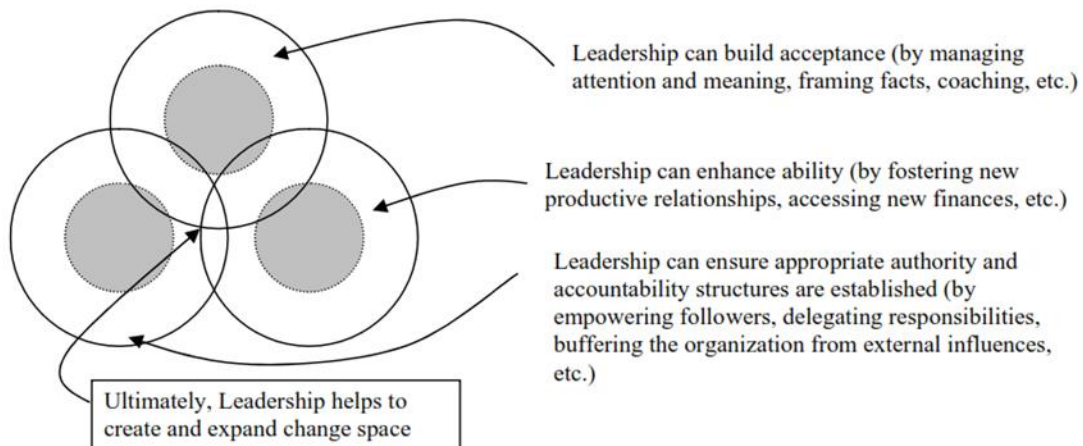 Leadership can build acceptance (by managing
attention and meaning, framing facts, coaching, etc.)
Leadership can enhance ability (by fostering new
productive relationships, accessing new finances, etc.)
Leadership can ensure appropriate authority and
accountability structures are established (by
empowering followers, delegating responsibilities,
buffering the organization from external influences,
etc.)
Ultimately, Leadership helps to
create and expand change space